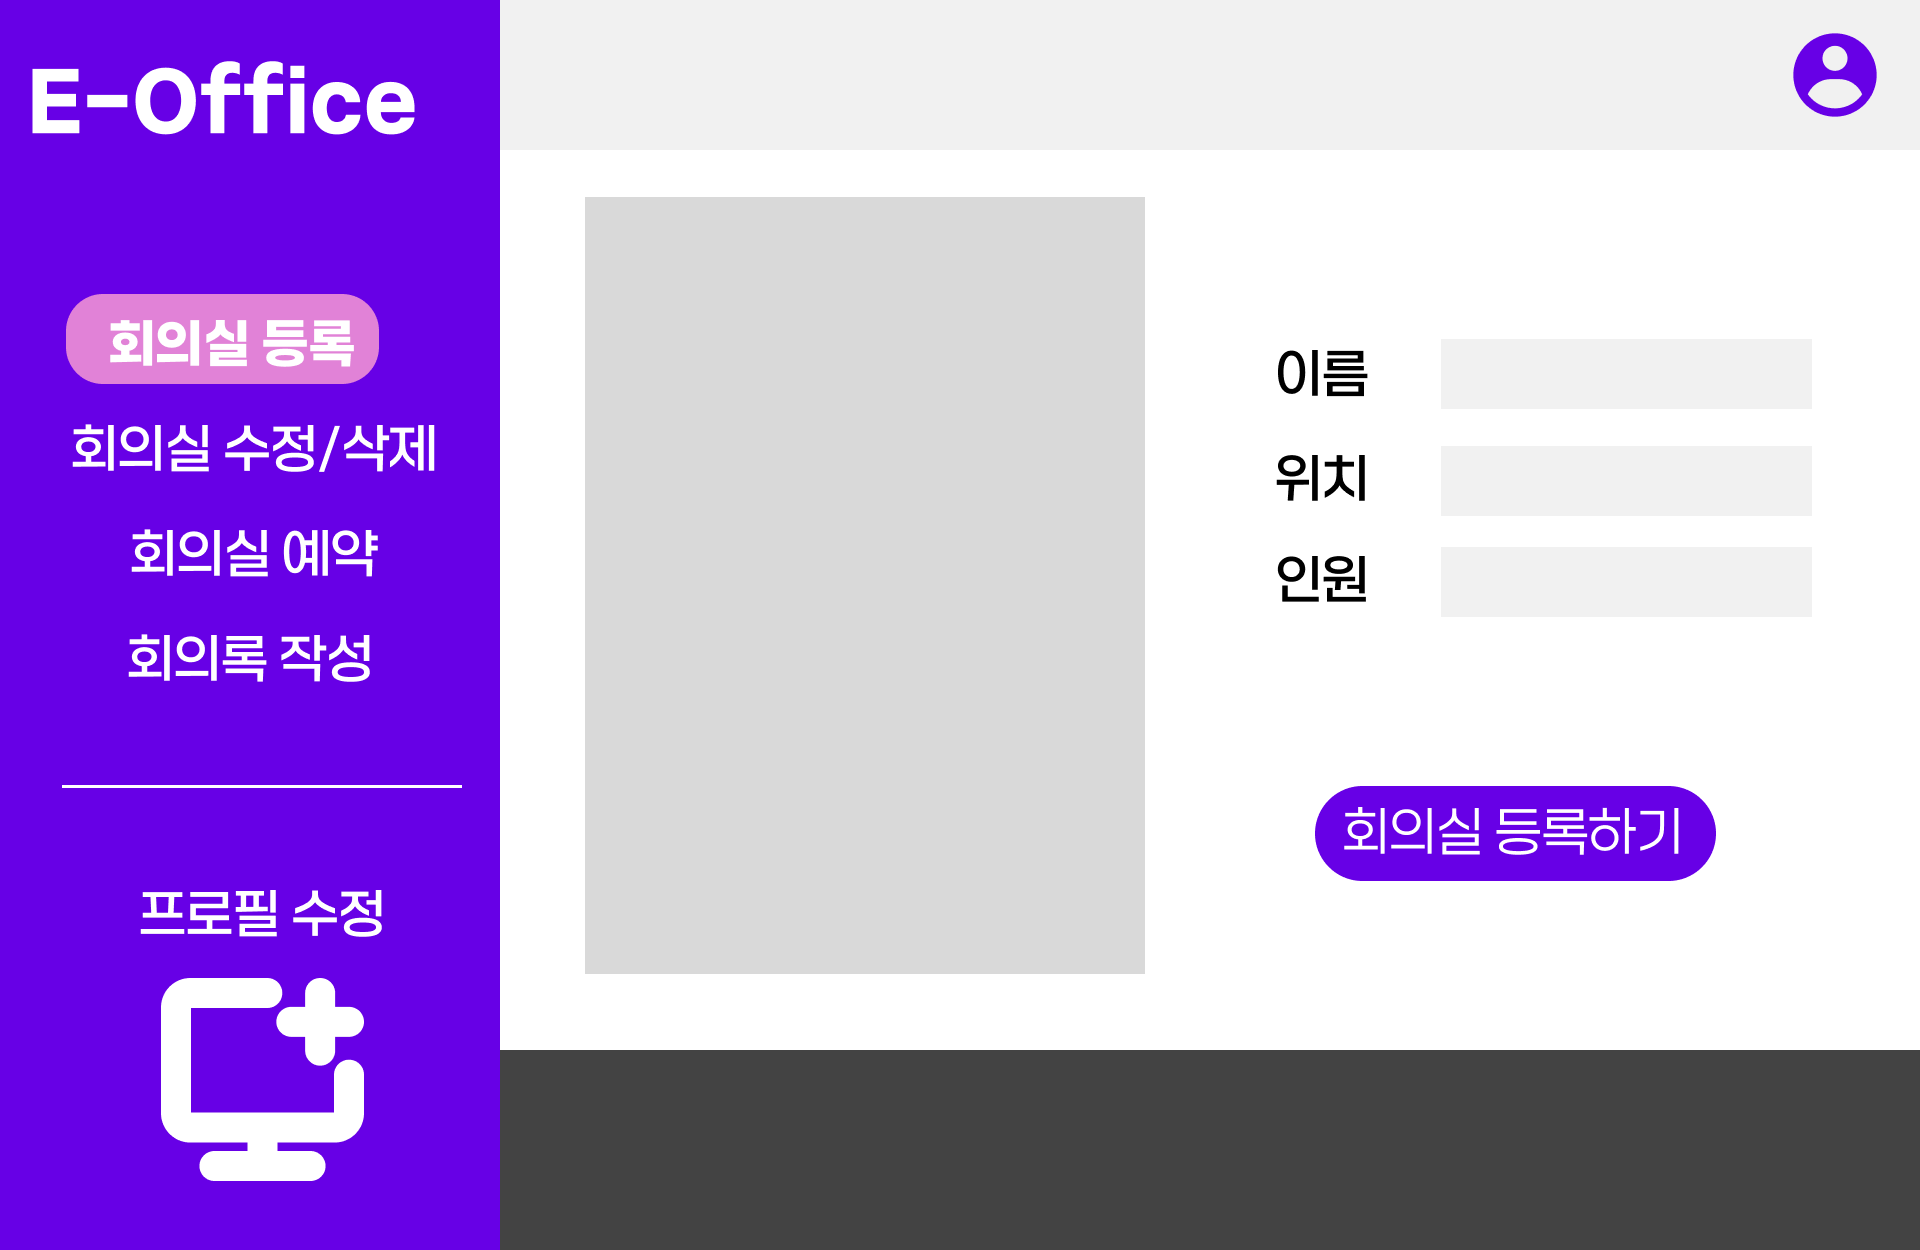 E-Office
회의실 등록
회의실 수정/삭제
회의실 예약
회의록 작성
프로필 수정
이름
위치
인원
회의실 등록하기